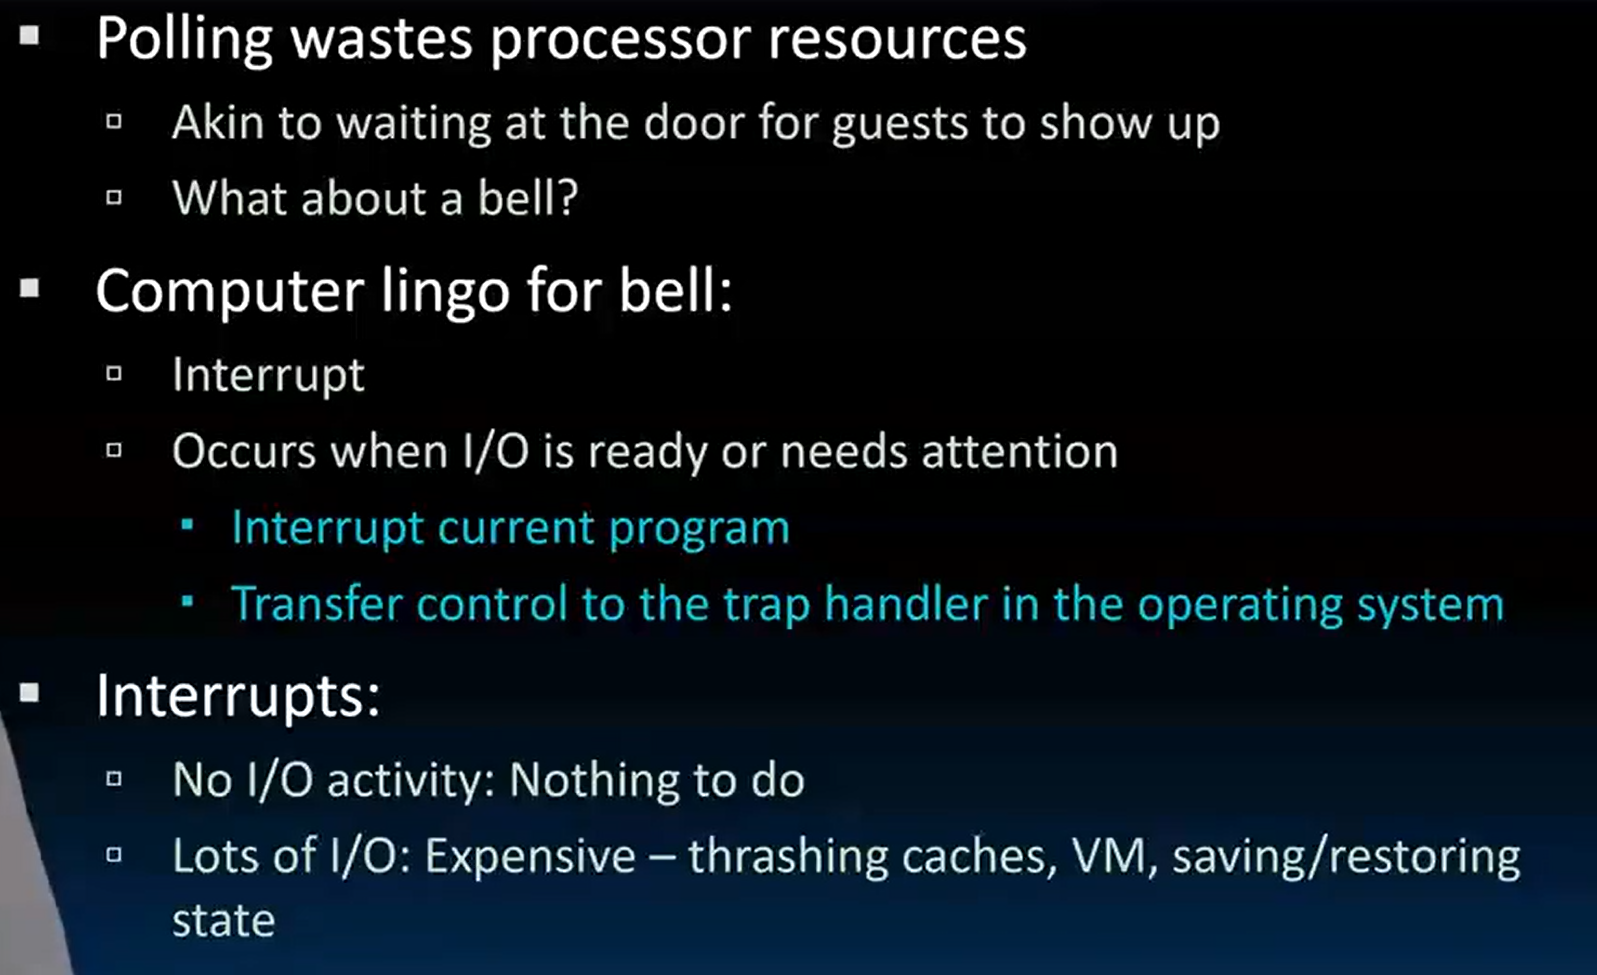 Polling wastes processor resources
Akin to waiting at the door for guests to show up
What about a bell?
Computer lingo for bell:
Interrupt
Occurs when I/O is ready or needs attention
Interrupt current program
Transfer control to the trap handler in the operating system
Interrupts:
No I/O activity: Nothing to do
Lots of I/O: Expensive – thrashing caches, VM, saving/restoring
state